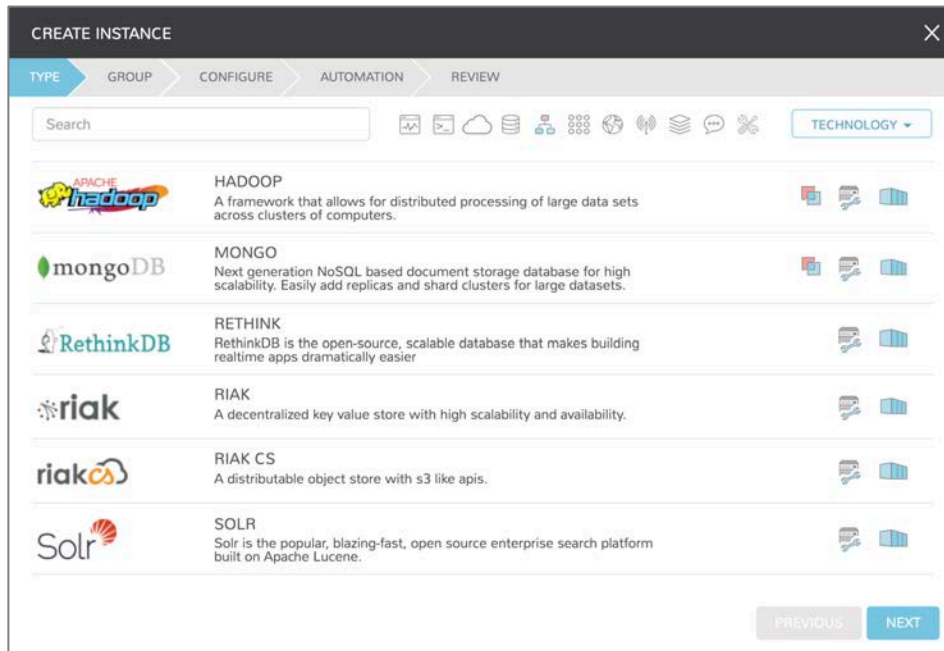 CREATE INSTANCE
TYPE GROUP CONFIGURE AUTOMATION REVIEW
Search TECHNOLOGY
APACHE
hadoop
HADOOP
A framework that allows for distributed processing of large data sets
across clusters of computers.
mongoDB
MONGO
Next generation NoSQL based document storage database for high
scalability. Easily add replicas and shard clusters for large datasets.
RethinkDB
RETHINK
RethinkDB is the open-source, scalable database that makes building
realtime apps dramatically easier
riak
RIAK
A decentralized key value store with high scalability and availability.
riakcs
RIAK CS
A distributable object store with s3 like apis.
Solr
SOLR
Solr is the popular, blazing-fast, open source enterprise search platform
built on Apache Lucene.
PREVIOUS NEXT